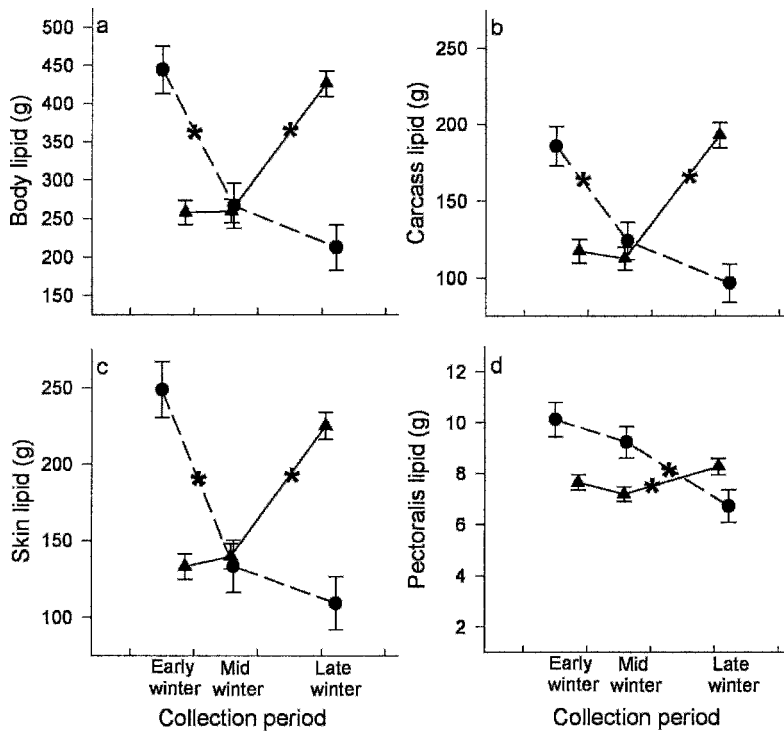 a
Body lipid (g)
500
450
400
350
300
250
200
150
b
Carcass lipid (g)
250
200
150
100
c
Skin lipid (g)
250
200
150
100
Early
winter
Mid
winter
Late
winter
Collection period
d
Pectoralis lipid (g)
12
10
8
6
4
2
Early
winter
Mid
winter
Late
winter
Collection period